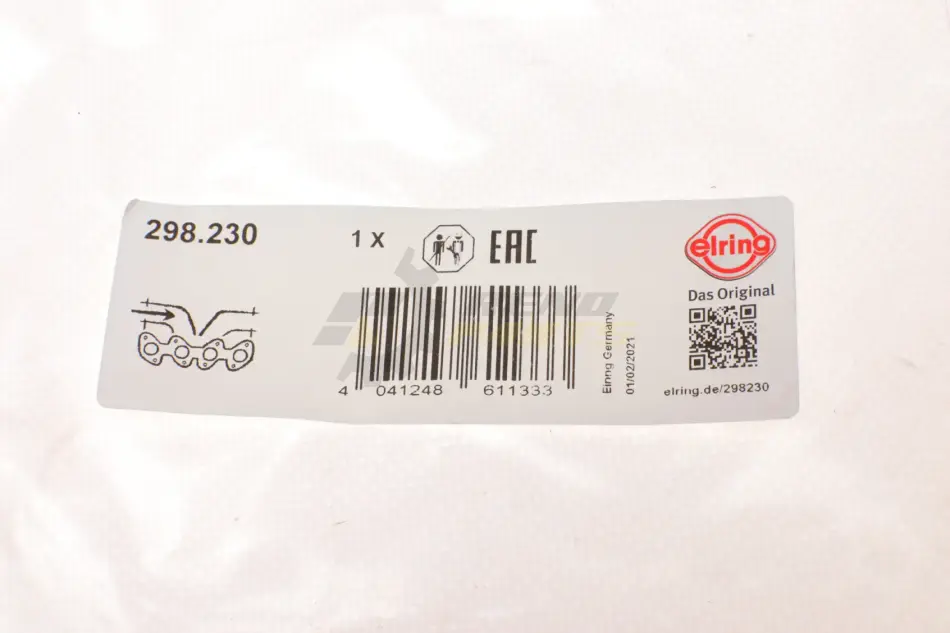 298.230
1 X
EAC
elring
Das Original
4 041248 611333
Elring Germany
01/02/2021
elring.de/298230